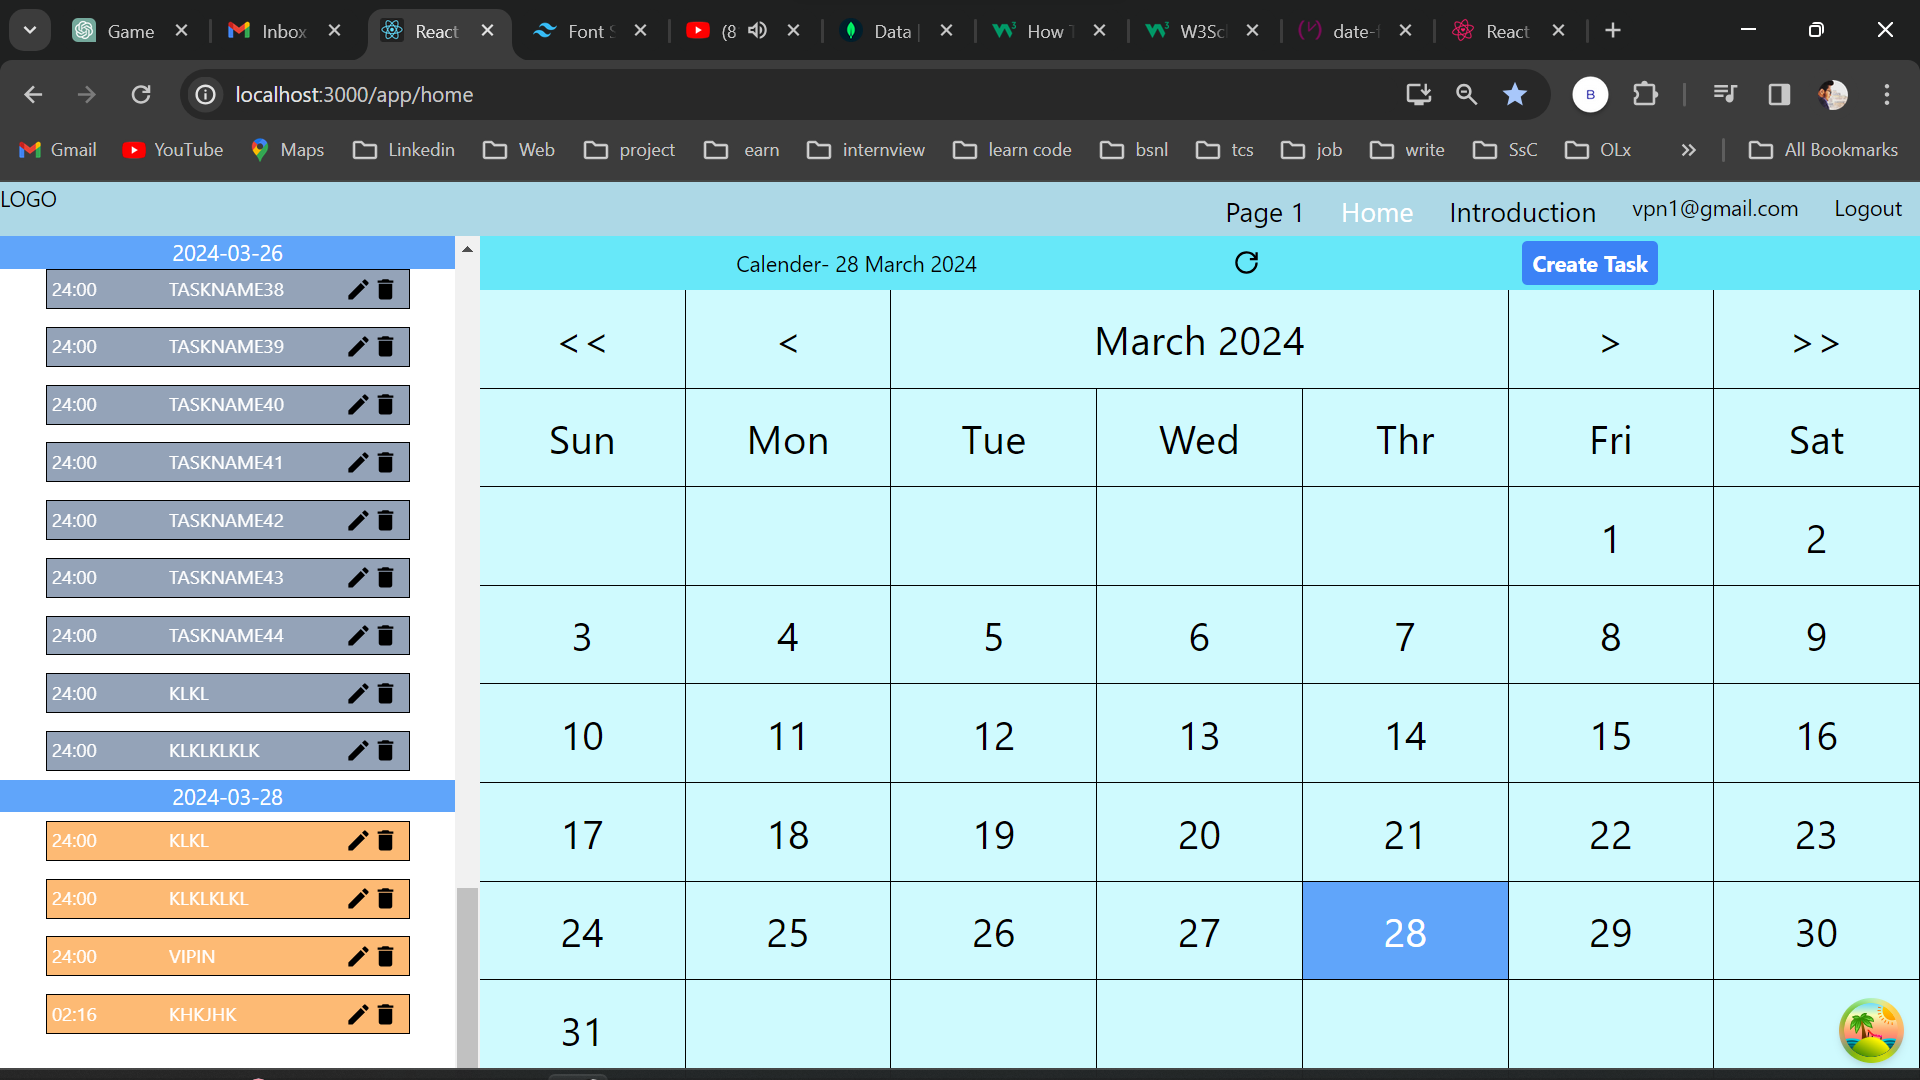 Game
Inbox
React
Font S
(8
Data |
How T
W3Sc
date-f
React
localhost:3000/app/home
B
Gmail
YouTube
Maps
Linkedin
Web
project
earn
internview
learn code
bsnl
tcs
job
write
SsC
OLx
»
All Bookmarks
LOGO
Page 1
Home
Introduction
vpn1@gmail.com
Logout
2024-03-26
24:00 TASKNAME38
24:00 TASKNAME39
24:00 TASKNAME40
24:00 TASKNAME41
24:00 TASKNAME42
24:00 TASKNAME43
24:00 TASKNAME44
24:00 KLKL
24:00 KLKLKLKLK
2024-03-28
24:00 KLKL
24:00 KLKLKLKL
24:00 VIPIN
02:16 KHKJHK
Calender- 28 March 2024
Create Task
<< < March 2024 > >>
Sun Mon Tue Wed Thr Fri Sat
1 2
3 4 5 6 7 8 9
10 11 12 13 14 15 16
17 18 19 20 21 22 23
24 25 26 27 28 29 30
31